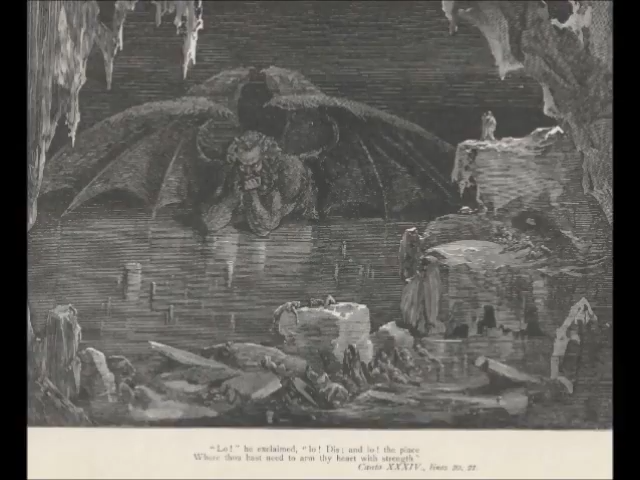 "Lo!" he exclaimed, "lo! Dis; and lo! the place
Where thou hast need to arm thy heart with strength."
Canto XXXIV., lines 20, 21.